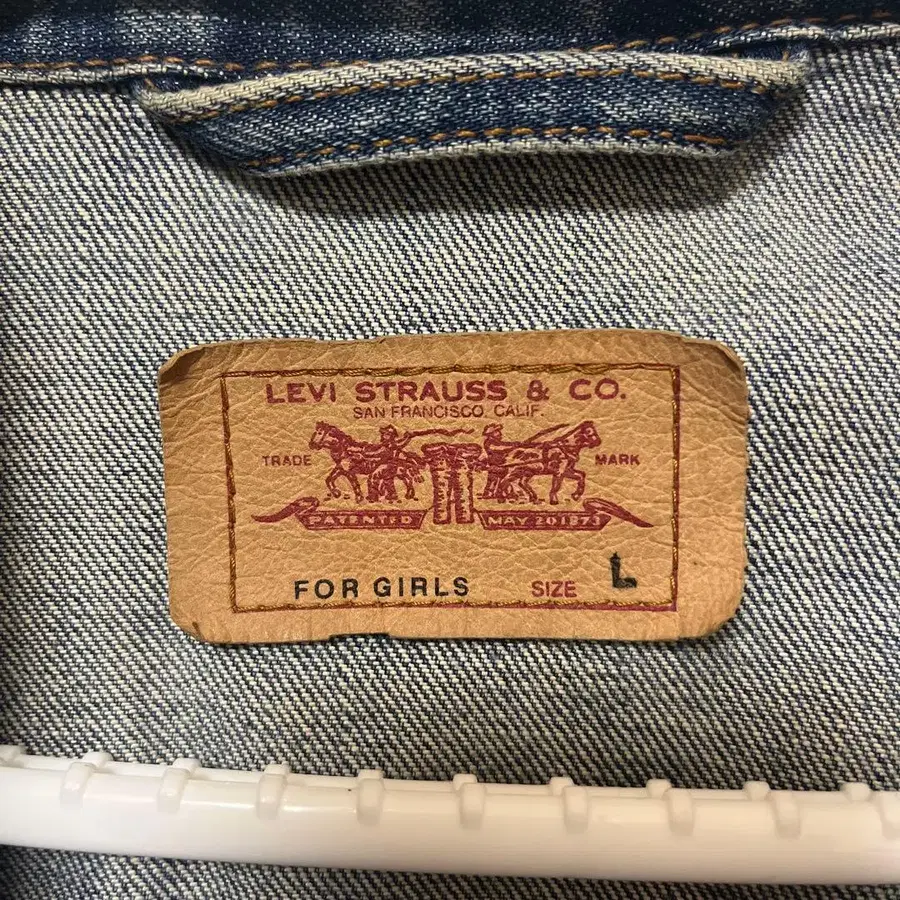 LEVI STRAUSS & CO.
SAN FRANCISCO, CALIF.
TRADE MARK
PATENTED MAY 20 1873
FOR GIRLS SIZE L